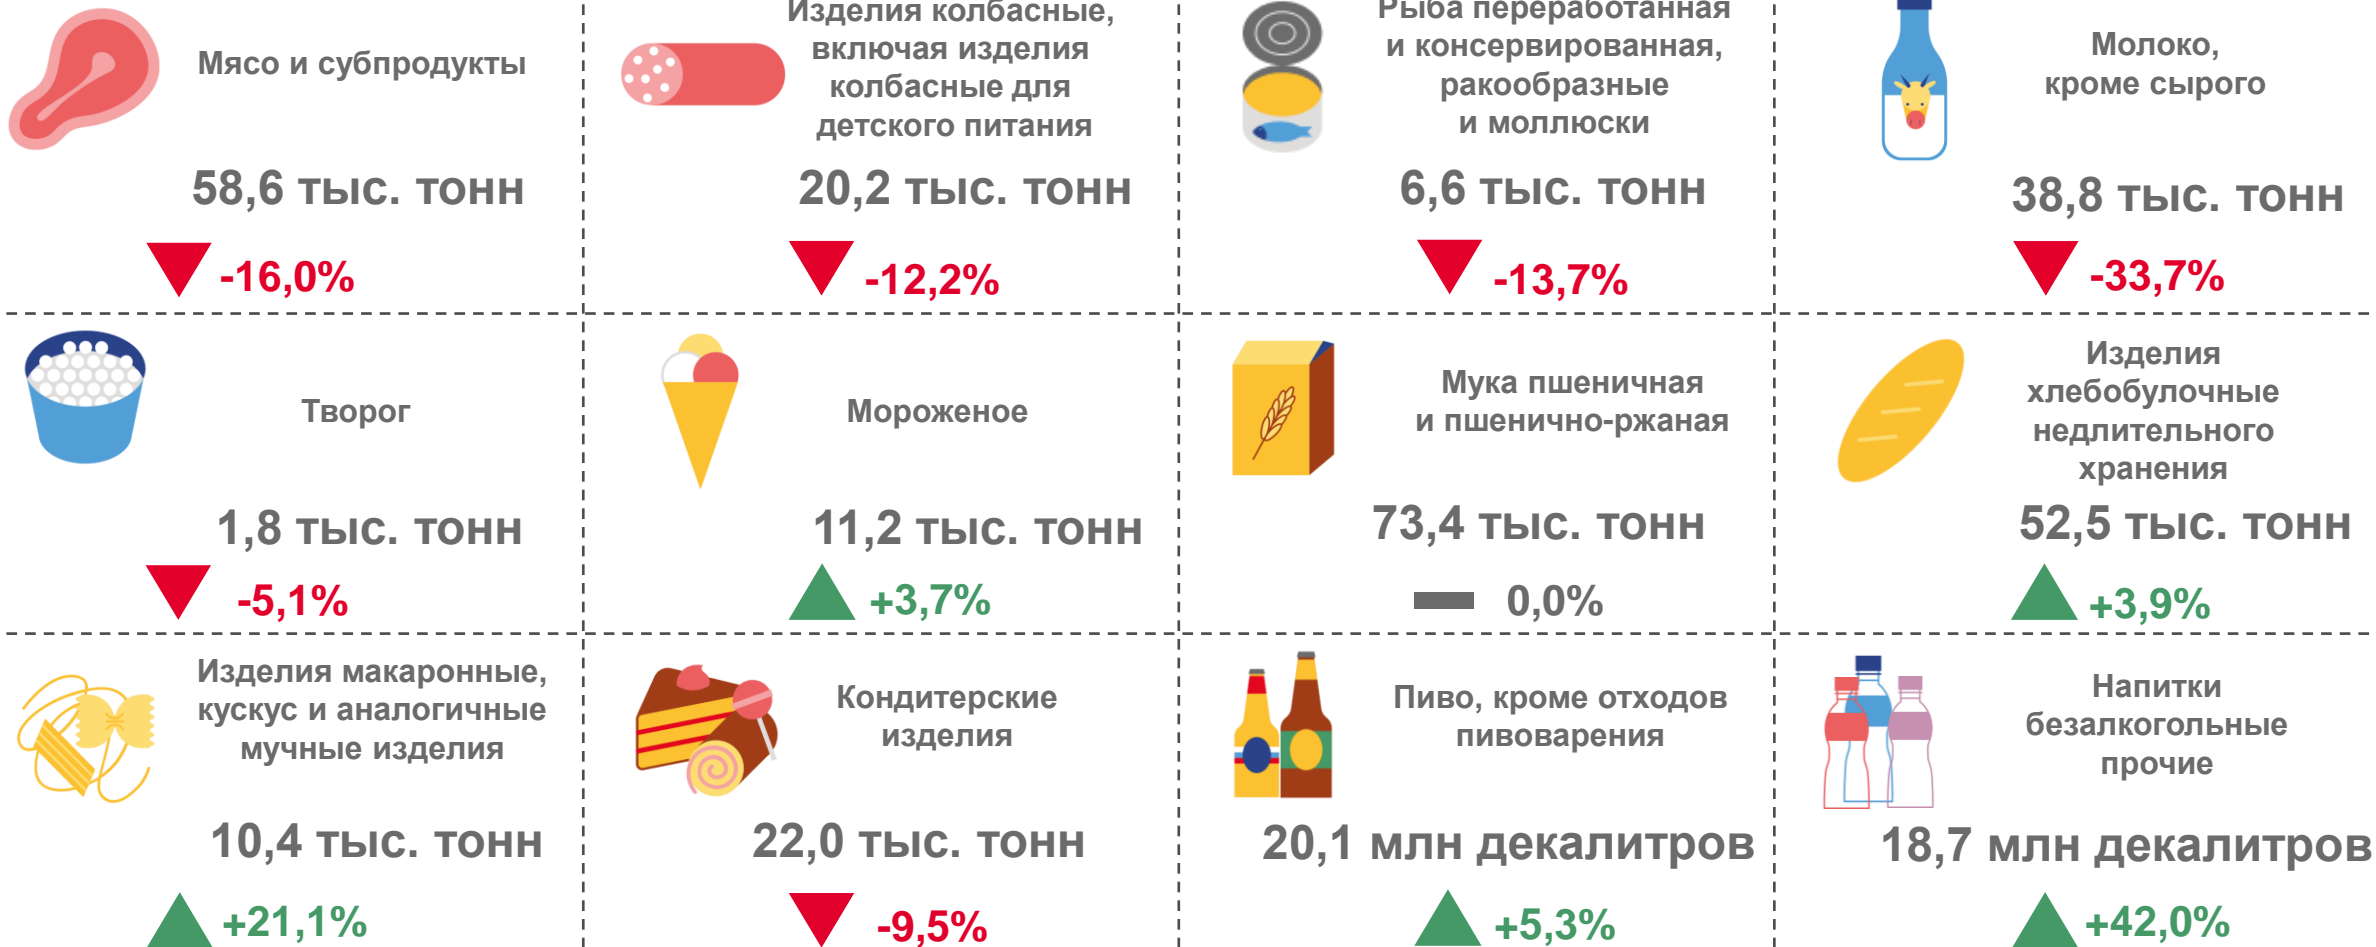 Мясо и субпродукты
58,6 тыс. тонн
-16,0%
Изделия колбасные,
включая изделия
колбасные для
детского питания
20,2 тыс. тонн
-12,2%
Рыба переработанная
и консервированная,
ракообразные
и моллюски
6,6 тыс. тонн
-13,7%
Молоко,
кроме сырого
38,8 тыс. тонн
-33,7%
Творог
1,8 тыс. тонн
-5,1%
Мороженое
11,2 тыс. тонн
+3,7%
Мука пшеничная
и пшенично-ржаная
73,4 тыс. тонн
0,0%
Изделия
хлебобулочные
недлительного
хранения
52,5 тыс. тонн
+3,9%
Изделия макаронные,
кускус и аналогичные
мучные изделия
10,4 тыс. тонн
+21,1%
Кондитерские
изделия
22,0 тыс. тонн
-9,5%
Пиво, кроме отходов
пивоварения
20,1 млн декалитров
+5,3%
Напитки
безалкогольные
прочие
18,7 млн декалитров
+42,0%